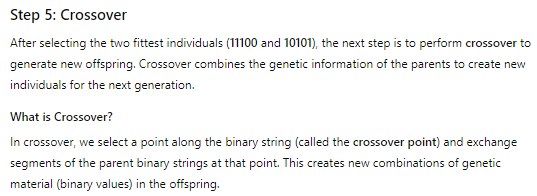 Step 5: Crossover
After selecting the two fittest individuals (11100 and 10101), the next step is to perform crossover to
generate new offspring. Crossover combines the genetic information of the parents to create new
individuals for the next generation.
What is Crossover?
In crossover, we select a point along the binary string (called the crossover point) and exchange
segments of the parent binary strings at that point. This creates new combinations of genetic
material (binary values) in the offspring.